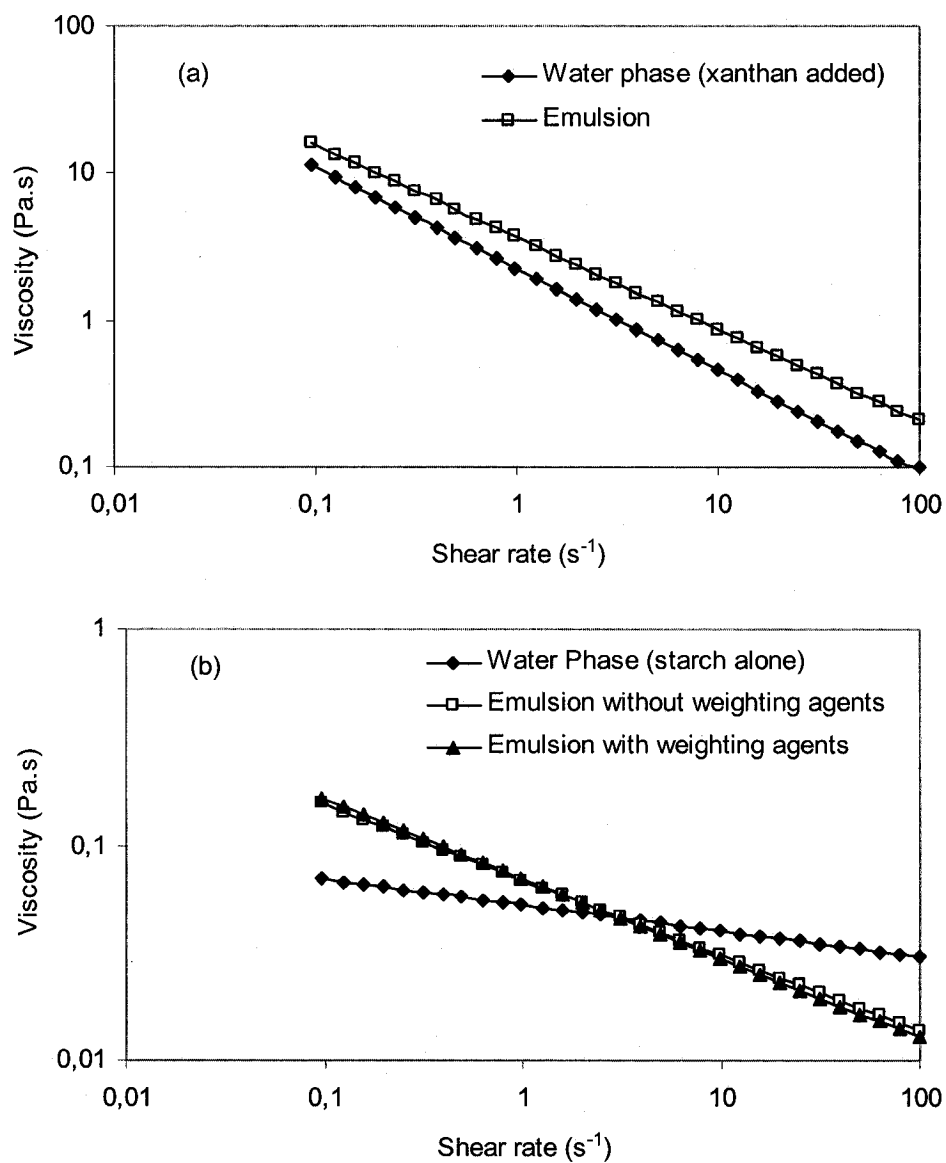 100
(a)
Water phase (xanthan added)
Emulsion
10
1
0,1
Viscosity (Pa.s)
0,01
0,1
1
10
100
Shear rate (s⁻¹)
1
(b)
Water Phase (starch alone)
Emulsion without weighting agents
Emulsion with weighting agents
0,1
0,01
Viscosity (Pa.s)
0,01
0,1
1
10
100
Shear rate (s⁻¹)